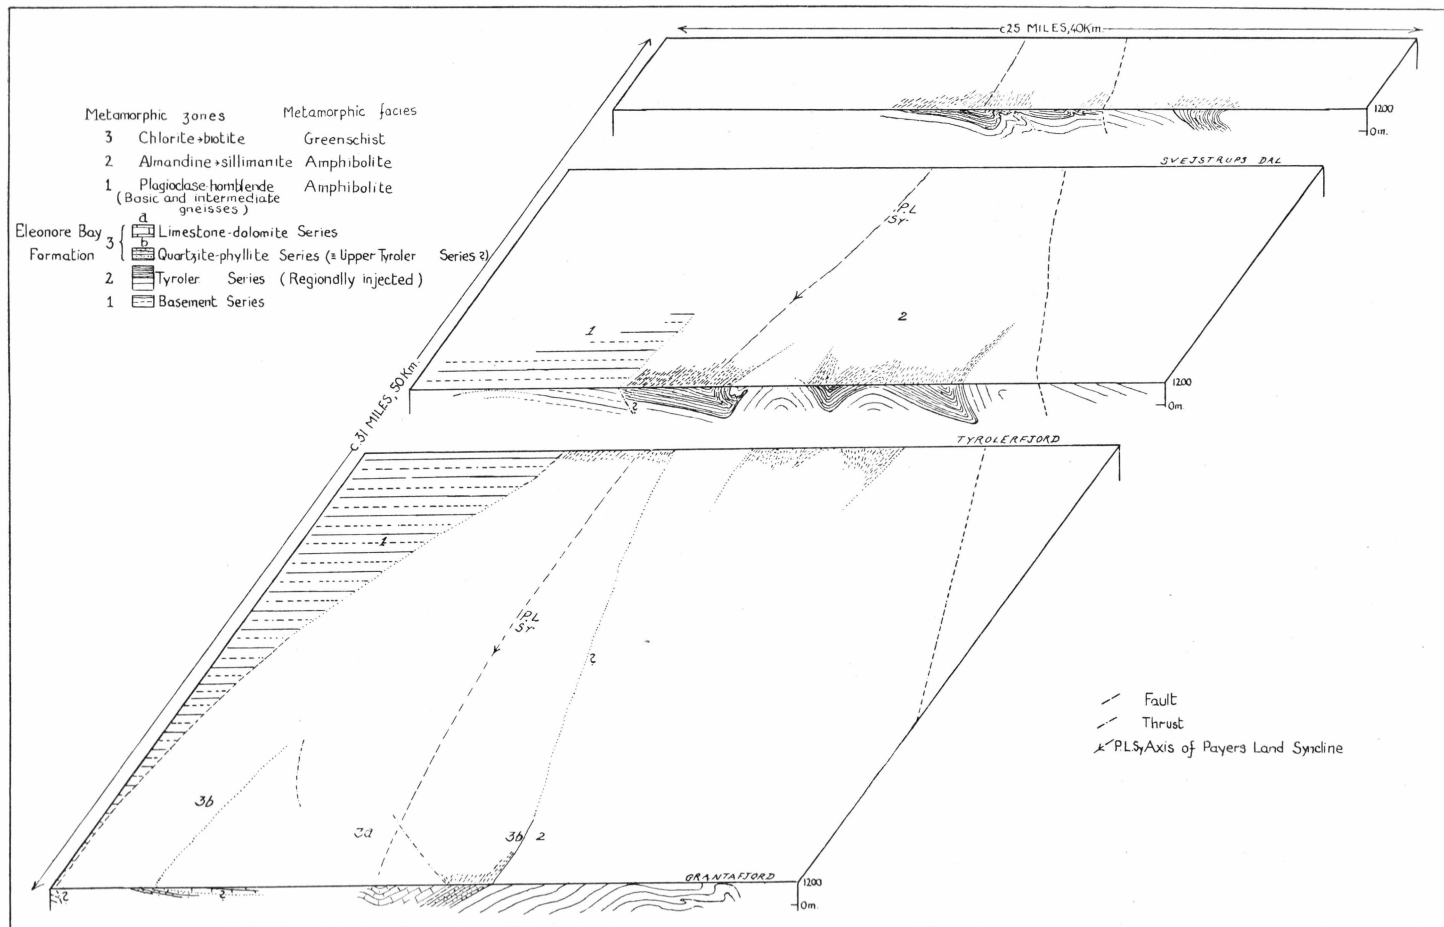 c25 MILES,40Km.
1200
0m.
Metamorphic zones Metamorphic facies
3 Chlorite→biotite Greenschist
2 Almandine→sillimanite Amphibolite
1 Plagioclase-hornblende Amphibolite
(Basic and intermediate
gneisses)
Eleonore Bay
Formation
3
a
Limestone-dolomite Series
b
Quartzite-phyllite Series (≡ Upper Tyroler Series ?)
2 Tyroler Series (Regionally injected)
1 Basement Series
SVEJSTRUPS DAL
P.L
Sy.
1
2
?
1200
0m.
c.31 MILES, 50Km.
TYROLERFJORD
1
P.L
Sy.
?
3b
3a
3b 2
GRANTAFJORD
?
?
1200
0m.
Fault
Thrust
P.L.Sy Axis of Payers Land Syncline